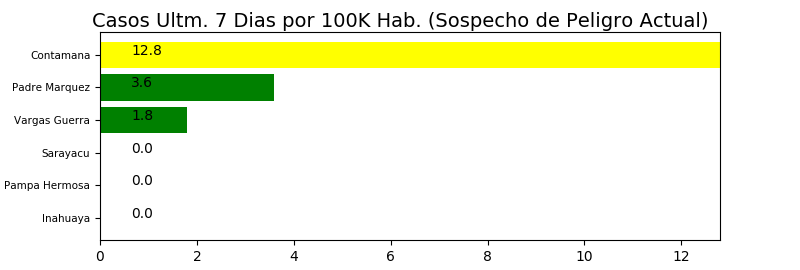 Casos Ultm. 7 Dias por 100K Hab. (Sospecho de Peligro Actual)
Contamana 12.8
Padre Marquez 3.6
Vargas Guerra 1.8
Sarayacu 0.0
Pampa Hermosa 0.0
Inahuaya 0.0
0 2 4 6 8 10 12